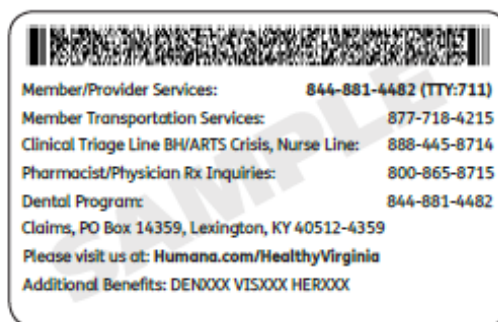 Member/Provider Services: 844-881-4482 (TTY:711)
Member Transportation Services: 877-718-4215
Clinical Triage Line BH/ARTS Crisis, Nurse Line: 888-445-8714
Pharmacist/Physician Rx Inquiries: 800-865-8715
Dental Program: 844-881-4482
Claims, PO Box 14359, Lexington, KY 40512-4359
Please visit us at: Humana.com/HealthyVirginia
Additional Benefits: DENXXX VISXXX HERXXX
SAMPLE